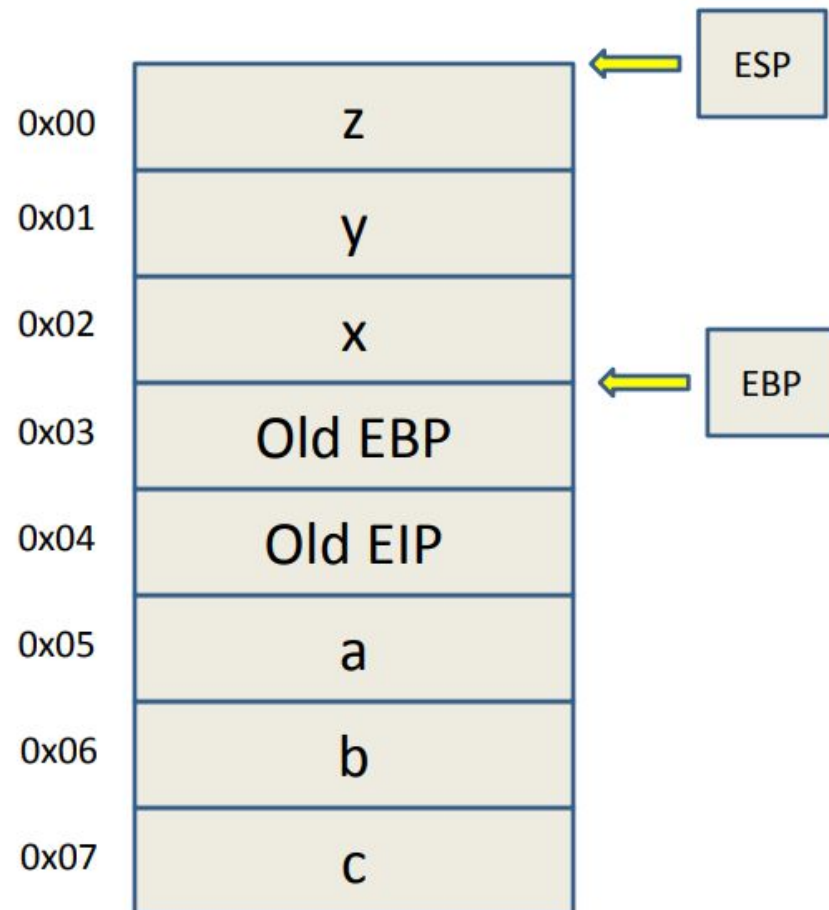 ESP
0x00
z
0x01
y
0x02
x
EBP
0x03
Old EBP
0x04
Old EIP
0x05
a
0x06
b
0x07
c